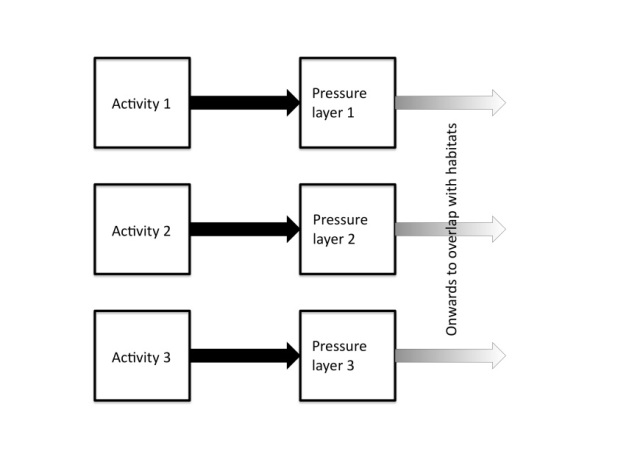 Activity 1
Pressure
layer 1
Activity 2
Pressure
layer 2
Activity 3
Pressure
layer 3
Onwards to overlap with habitats